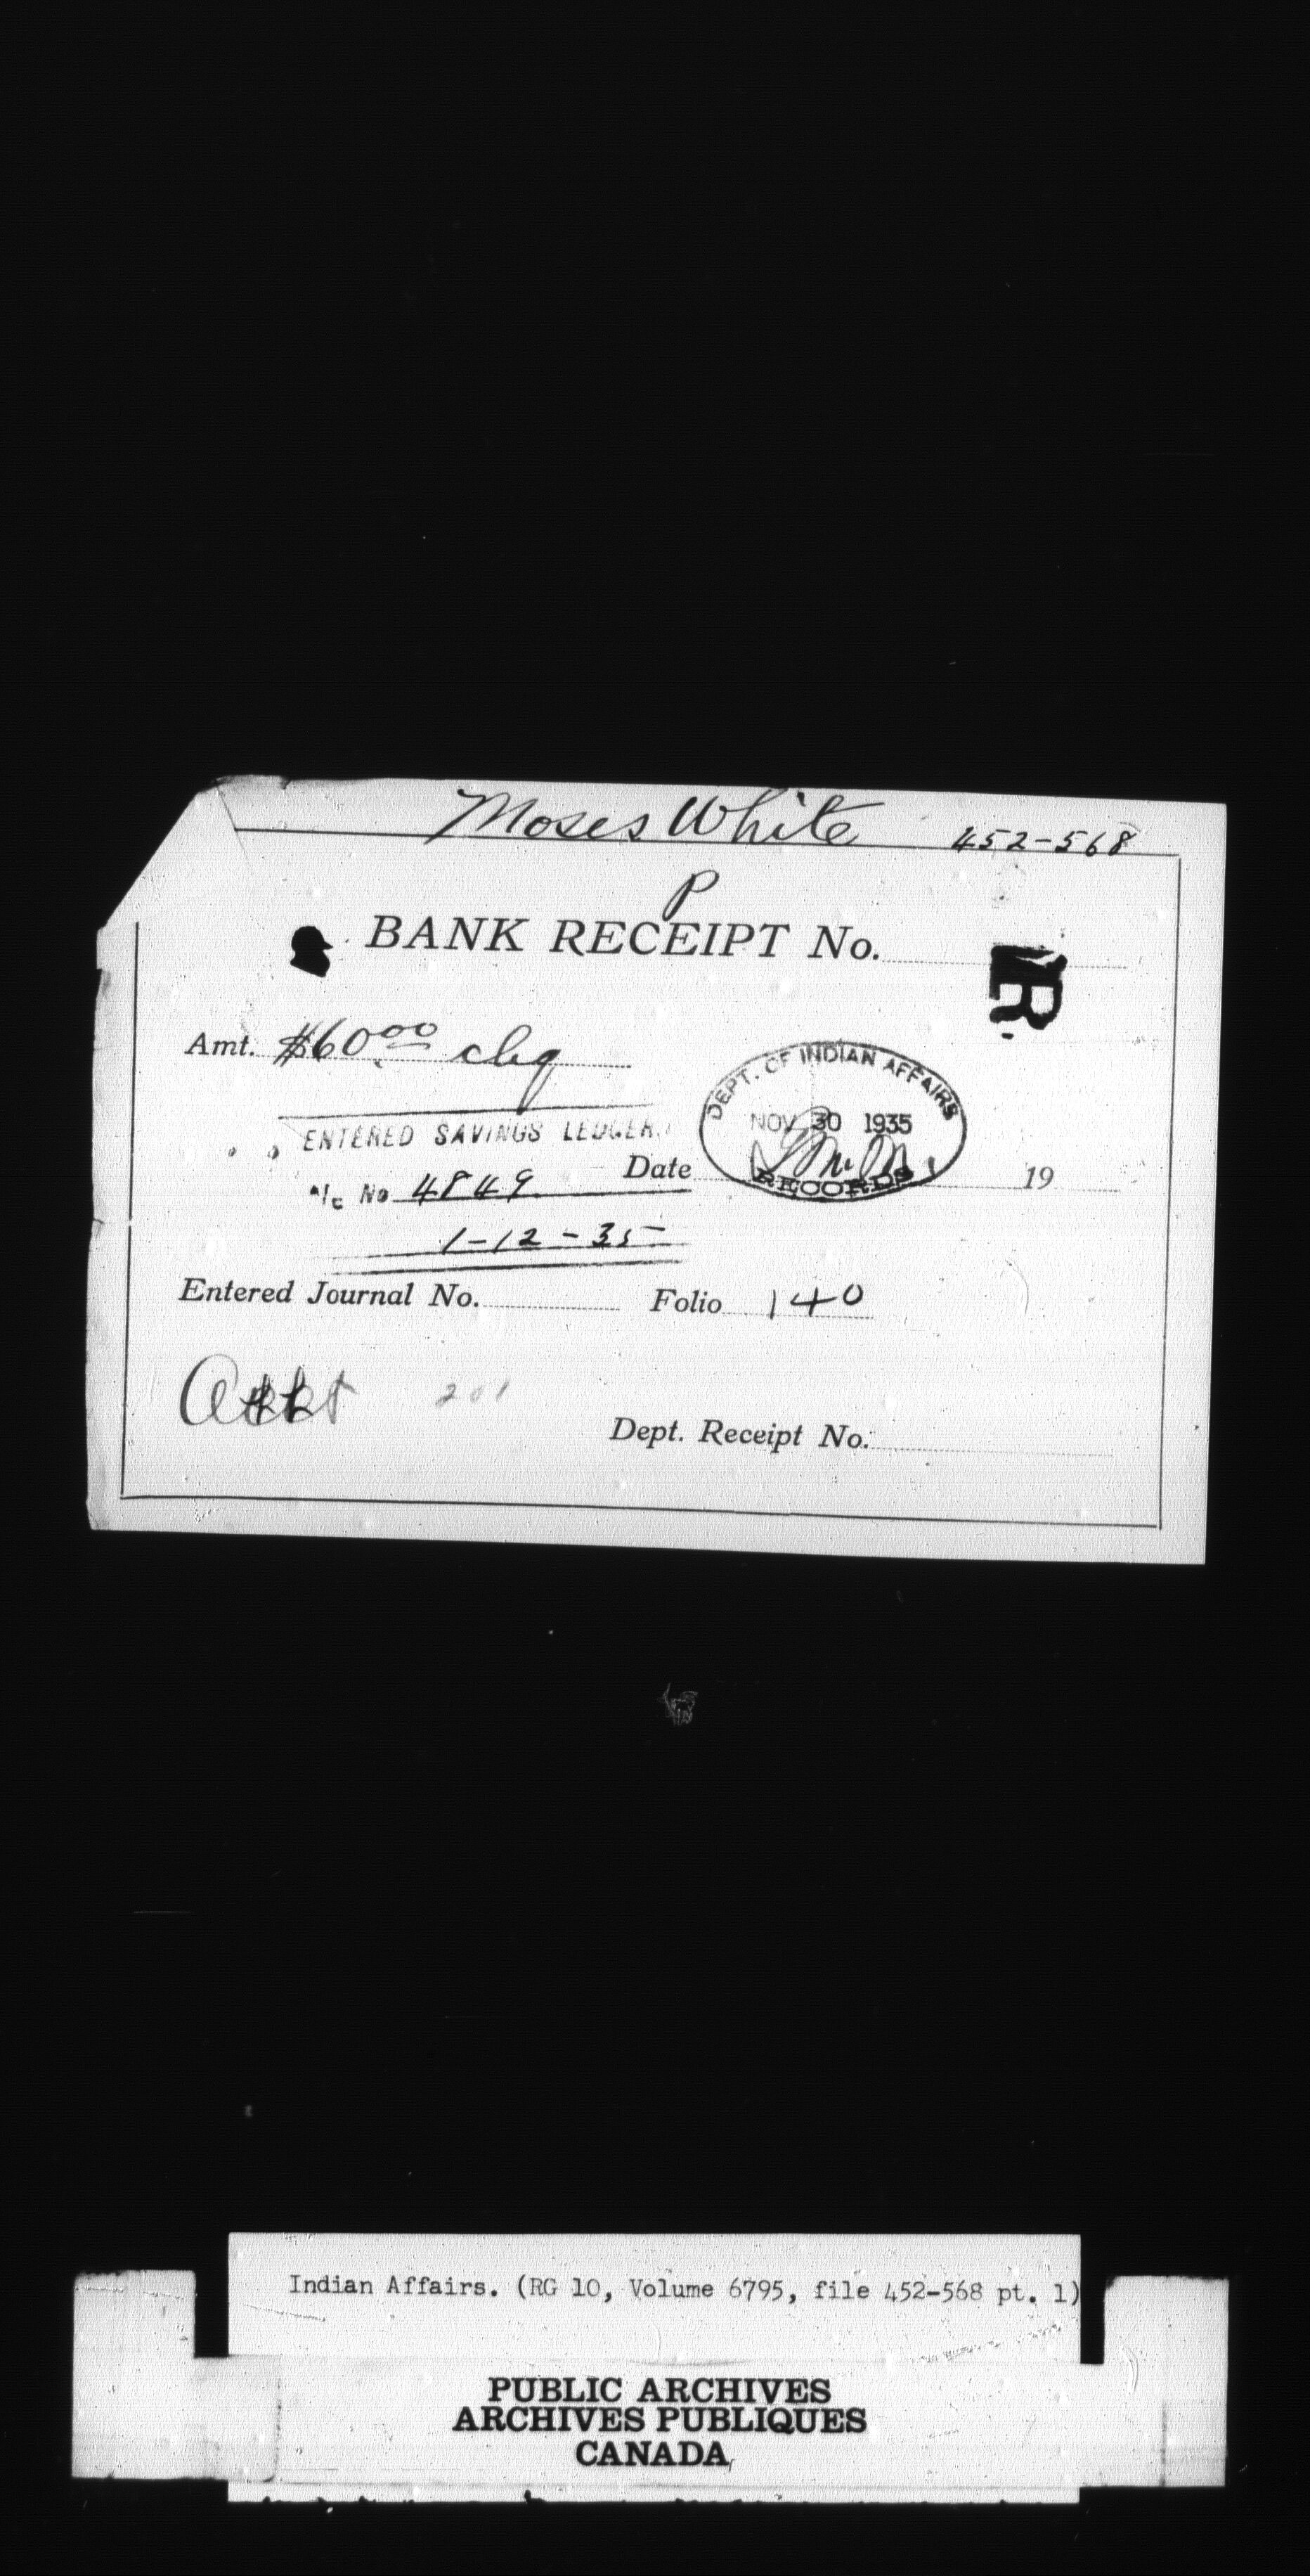 Moses White 452-568
P
BANK RECEIPT No.
R.
Amt. $60.00 chq
DEPT. OF INDIAN AFFAIRS
NOV 30 1935
RECORDS
ENTERED SAVINGS LEDGER
Date 19
A/c No 4849
1-12-35
Entered Journal No. Folio 140
201
Dept. Receipt No.
Indian Affairs. (RG 10, Volume 6795, file 452-568 pt. 1)
PUBLIC ARCHIVES
ARCHIVES PUBLIQUES
CANADA